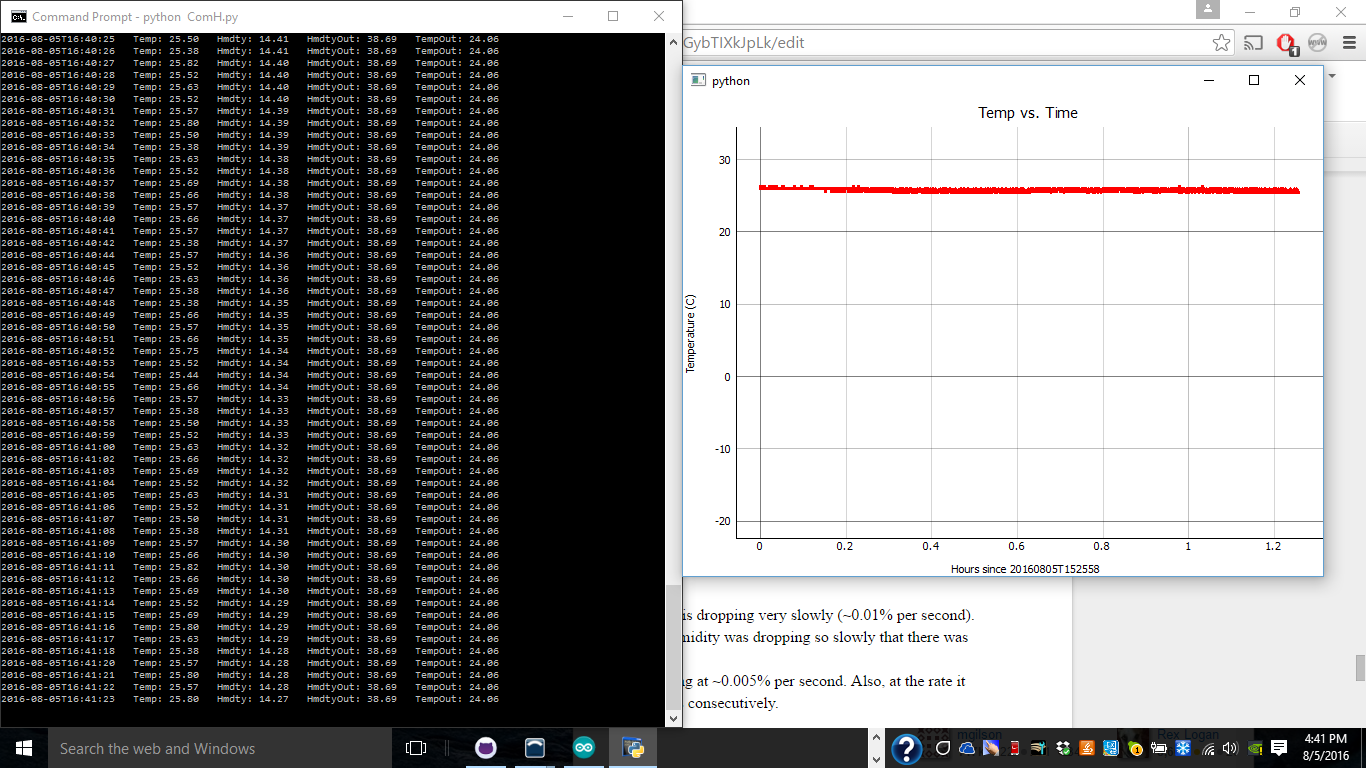 Command Prompt - python ComH.py
2016-08-05T16:40:25 Temp: 25.50 Hmdty: 14.41 HmdtyOut: 38.69 TempOut: 24.06
2016-08-05T16:40:26 Temp: 25.38 Hmdty: 14.41 HmdtyOut: 38.69 TempOut: 24.06
2016-08-05T16:40:27 Temp: 25.82 Hmdty: 14.40 HmdtyOut: 38.69 TempOut: 24.06
2016-08-05T16:40:28 Temp: 25.52 Hmdty: 14.40 HmdtyOut: 38.69 TempOut: 24.06
2016-08-05T16:40:29 Temp: 25.63 Hmdty: 14.40 HmdtyOut: 38.69 TempOut: 24.06
2016-08-05T16:40:30 Temp: 25.52 Hmdty: 14.40 HmdtyOut: 38.69 TempOut: 24.06
2016-08-05T16:40:31 Temp: 25.57 Hmdty: 14.39 HmdtyOut: 38.69 TempOut: 24.06
2016-08-05T16:40:32 Temp: 25.80 Hmdty: 14.39 HmdtyOut: 38.69 TempOut: 24.06
2016-08-05T16:40:33 Temp: 25.50 Hmdty: 14.39 HmdtyOut: 38.69 TempOut: 24.06
2016-08-05T16:40:34 Temp: 25.38 Hmdty: 14.39 HmdtyOut: 38.69 TempOut: 24.06
2016-08-05T16:40:35 Temp: 25.63 Hmdty: 14.38 HmdtyOut: 38.69 TempOut: 24.06
2016-08-05T16:40:36 Temp: 25.52 Hmdty: 14.38 HmdtyOut: 38.69 TempOut: 24.06
2016-08-05T16:40:37 Temp: 25.69 Hmdty: 14.38 HmdtyOut: 38.69 TempOut: 24.06
2016-08-05T16:40:38 Temp: 25.66 Hmdty: 14.38 HmdtyOut: 38.69 TempOut: 24.06
2016-08-05T16:40:39 Temp: 25.57 Hmdty: 14.37 HmdtyOut: 38.69 TempOut: 24.06
2016-08-05T16:40:40 Temp: 25.66 Hmdty: 14.37 HmdtyOut: 38.69 TempOut: 24.06
2016-08-05T16:40:41 Temp: 25.57 Hmdty: 14.37 HmdtyOut: 38.69 TempOut: 24.06
2016-08-05T16:40:42 Temp: 25.38 Hmdty: 14.37 HmdtyOut: 38.69 TempOut: 24.06
2016-08-05T16:40:44 Temp: 25.57 Hmdty: 14.36 HmdtyOut: 38.69 TempOut: 24.06
2016-08-05T16:40:45 Temp: 25.52 Hmdty: 14.36 HmdtyOut: 38.69 TempOut: 24.06
2016-08-05T16:40:46 Temp: 25.63 Hmdty: 14.36 HmdtyOut: 38.69 TempOut: 24.06
2016-08-05T16:40:47 Temp: 25.38 Hmdty: 14.36 HmdtyOut: 38.69 TempOut: 24.06
2016-08-05T16:40:48 Temp: 25.38 Hmdty: 14.35 HmdtyOut: 38.69 TempOut: 24.06
2016-08-05T16:40:49 Temp: 25.66 Hmdty: 14.35 HmdtyOut: 38.69 TempOut: 24.06
2016-08-05T16:40:50 Temp: 25.57 Hmdty: 14.35 HmdtyOut: 38.69 TempOut: 24.06
2016-08-05T16:40:51 Temp: 25.66 Hmdty: 14.35 HmdtyOut: 38.69 TempOut: 24.06
2016-08-05T16:40:52 Temp: 25.75 Hmdty: 14.34 HmdtyOut: 38.69 TempOut: 24.06
2016-08-05T16:40:53 Temp: 25.52 Hmdty: 14.34 HmdtyOut: 38.69 TempOut: 24.06
2016-08-05T16:40:54 Temp: 25.44 Hmdty: 14.34 HmdtyOut: 38.69 TempOut: 24.06
2016-08-05T16:40:55 Temp: 25.66 Hmdty: 14.34 HmdtyOut: 38.69 TempOut: 24.06
2016-08-05T16:40:56 Temp: 25.57 Hmdty: 14.33 HmdtyOut: 38.69 TempOut: 24.06
2016-08-05T16:40:57 Temp: 25.38 Hmdty: 14.33 HmdtyOut: 38.69 TempOut: 24.06
2016-08-05T16:40:58 Temp: 25.50 Hmdty: 14.33 HmdtyOut: 38.69 TempOut: 24.06
2016-08-05T16:40:59 Temp: 25.52 Hmdty: 14.33 HmdtyOut: 38.69 TempOut: 24.06
2016-08-05T16:41:00 Temp: 25.63 Hmdty: 14.32 HmdtyOut: 38.69 TempOut: 24.06
2016-08-05T16:41:02 Temp: 25.66 Hmdty: 14.32 HmdtyOut: 38.69 TempOut: 24.06
2016-08-05T16:41:03 Temp: 25.69 Hmdty: 14.32 HmdtyOut: 38.69 TempOut: 24.06
2016-08-05T16:41:04 Temp: 25.52 Hmdty: 14.32 HmdtyOut: 38.69 TempOut: 24.06
2016-08-05T16:41:05 Temp: 25.63 Hmdty: 14.31 HmdtyOut: 38.69 TempOut: 24.06
2016-08-05T16:41:06 Temp: 25.52 Hmdty: 14.31 HmdtyOut: 38.69 TempOut: 24.06
2016-08-05T16:41:07 Temp: 25.50 Hmdty: 14.31 HmdtyOut: 38.69 TempOut: 24.06
2016-08-05T16:41:08 Temp: 25.38 Hmdty: 14.31 HmdtyOut: 38.69 TempOut: 24.06
2016-08-05T16:41:09 Temp: 25.57 Hmdty: 14.30 HmdtyOut: 38.69 TempOut: 24.06
2016-08-05T16:41:10 Temp: 25.66 Hmdty: 14.30 HmdtyOut: 38.69 TempOut: 24.06
2016-08-05T16:41:11 Temp: 25.82 Hmdty: 14.30 HmdtyOut: 38.69 TempOut: 24.06
2016-08-05T16:41:12 Temp: 25.66 Hmdty: 14.30 HmdtyOut: 38.69 TempOut: 24.06
2016-08-05T16:41:13 Temp: 25.69 Hmdty: 14.30 HmdtyOut: 38.69 TempOut: 24.06
2016-08-05T16:41:14 Temp: 25.52 Hmdty: 14.29 HmdtyOut: 38.69 TempOut: 24.06
2016-08-05T16:41:15 Temp: 25.69 Hmdty: 14.29 HmdtyOut: 38.69 TempOut: 24.06
2016-08-05T16:41:16 Temp: 25.80 Hmdty: 14.29 HmdtyOut: 38.69 TempOut: 24.06
2016-08-05T16:41:17 Temp: 25.63 Hmdty: 14.29 HmdtyOut: 38.69 TempOut: 24.06
2016-08-05T16:41:18 Temp: 25.38 Hmdty: 14.28 HmdtyOut: 38.69 TempOut: 24.06
2016-08-05T16:41:20 Temp: 25.57 Hmdty: 14.28 HmdtyOut: 38.69 TempOut: 24.06
2016-08-05T16:41:21 Temp: 25.80 Hmdty: 14.28 HmdtyOut: 38.69 TempOut: 24.06
2016-08-05T16:41:22 Temp: 25.57 Hmdty: 14.28 HmdtyOut: 38.69 TempOut: 24.06
2016-08-05T16:41:23 Temp: 25.80 Hmdty: 14.27 HmdtyOut: 38.69 TempOut: 24.06
GybTIXkJpLk/edit
python
Temp vs. Time
30
20
10
0
-10
-20
Temperature (C)
0 0.2 0.4 0.6 0.8 1 1.2
Hours since 20160805T152558
is dropping very slowly (~0.01% per second).
midity was dropping so slowly that there was
g at ~0.005% per second. Also, at the rate it
consecutively.
Search the web and Windows
mgilson
Rex Logan
4:41 PM
8/5/2016